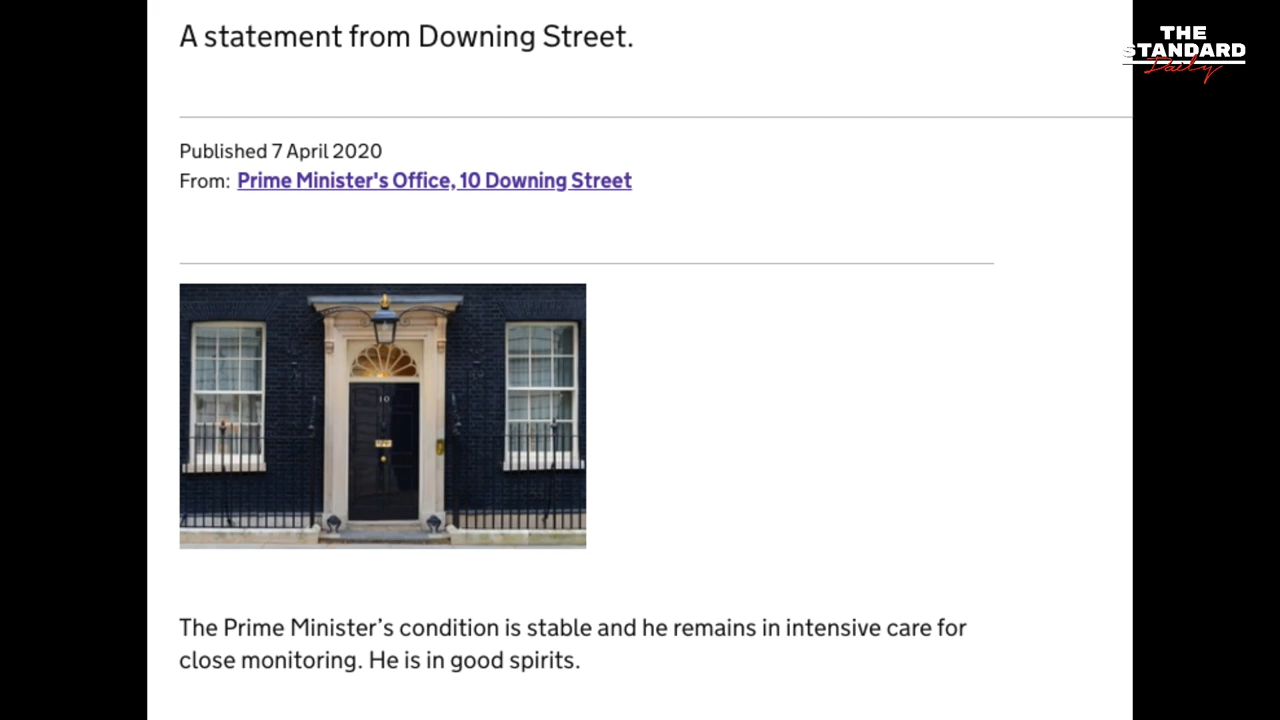 A statement from Downing Street.
THE
STANDARD
Daily
Published 7 April 2020
From: Prime Minister's Office, 10 Downing Street
10
The Prime Minister’s condition is stable and he remains in intensive care for
close monitoring. He is in good spirits.